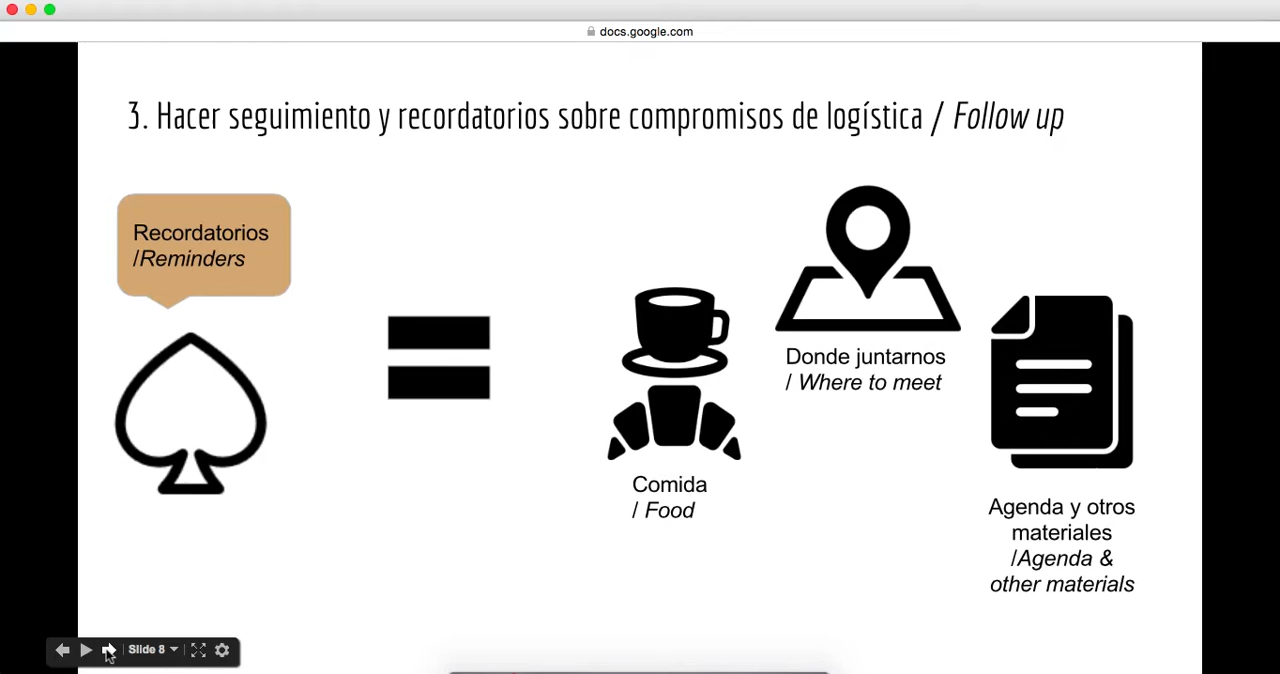 docs.google.com
3. Hacer seguimiento y recordatorios sobre compromisos de logística / Follow up
Recordatorios
/Reminders
Comida
/ Food
Donde juntarnos
/ Where to meet
Agenda y otros
materiales
/Agenda &
other materials
Slide 8